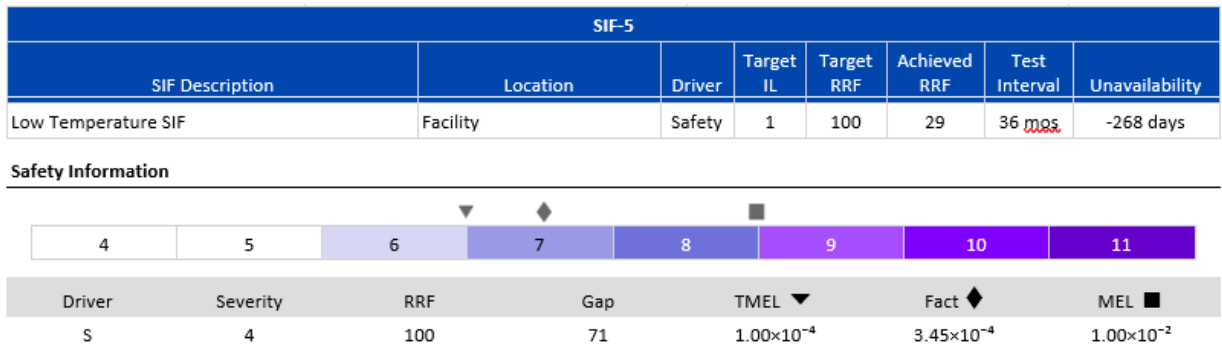 SIF-5
SIF Description Location Driver Target IL Target RRF Achieved RRF Test Interval Unavailability
Low Temperature SIF Facility Safety 1 100 29 36 mos -268 days
Safety Information
4 5 6 7 8 9 10 11
Driver Severity RRF Gap TMEL ▼ Fact ◆ MEL ■
S 4 100 71 1.00×10⁻⁴ 3.45×10⁻⁴ 1.00×10⁻²